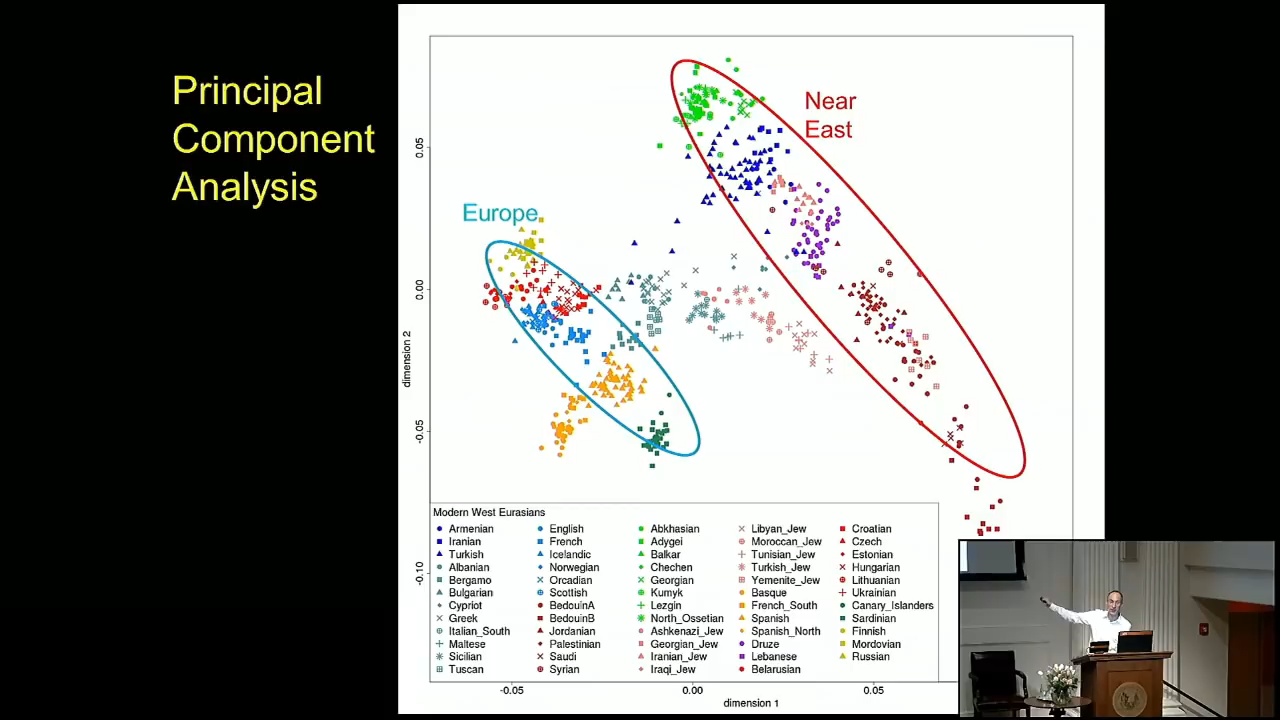 Principal
Component
Analysis
Near
East
Europe
0.05
0.00
-0.05
-0.10
dimension 2
Modern West Eurasians
Armenian
Iranian
Turkish
Albanian
Bergamo
Bulgarian
Cypriot
Greek
Italian_South
Maltese
Sicilian
Tuscan
English
French
Icelandic
Norwegian
Orcadian
Scottish
BedouinA
BedouinB
Jordanian
Palestinian
Saudi
Syrian
Abkhasian
Adygei
Balkar
Chechen
Georgian
Kumyk
Lezgin
North_Ossetian
Ashkenazi_Jew
Georgian_Jew
Iranian_Jew
Iraqi_Jew
Libyan_Jew
Moroccan_Jew
Tunisian_Jew
Turkish_Jew
Yemenite_Jew
Basque
French_South
Spanish
Spanish_North
Druze
Lebanese
Belarusian
Croatian
Czech
Estonian
Hungarian
Lithuanian
Ukrainian
Canary_Islanders
Sardinian
Finnish
Mordovian
Russian
-0.05
0.00
0.05
dimension 1